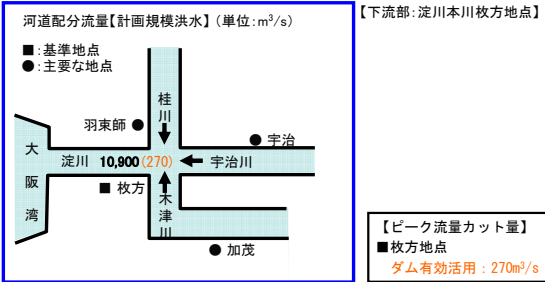 河道配分流量【計画規模洪水】(単位:m³/s)
【下流部:淀川本川枚方地点】
■:基準地点
●:主要な地点
桂川
羽束師 ●
● 宇治
大阪湾
淀川 10,900(270)
宇治川
■ 枚方
木津川
● 加茂
【ピーク流量カット量】
■枚方地点
ダム有効活用:270m³/s